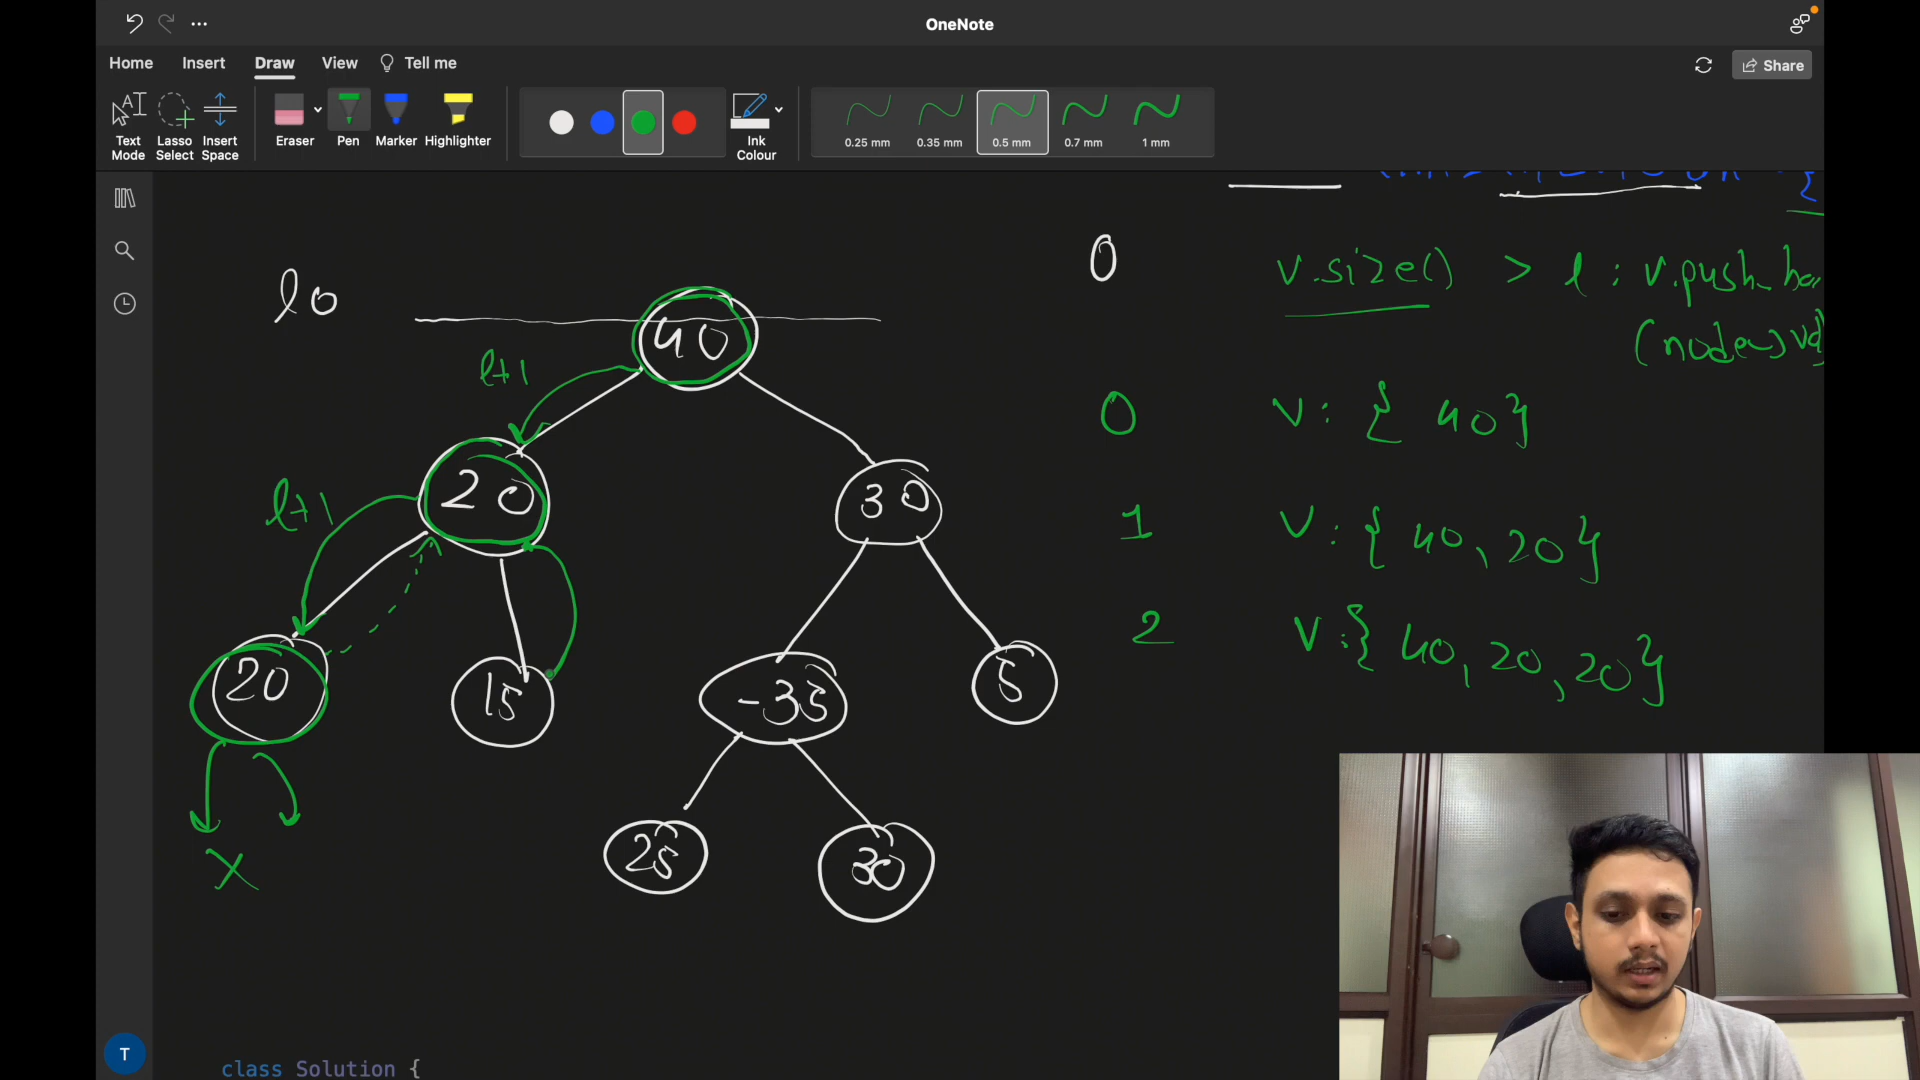 OneNote
Home Insert Draw View Tell me
Share
Text Mode
Lasso Select
Insert Space
Eraser
Pen
Marker
Highlighter
Ink Colour
0.25 mm
0.35 mm
0.5 mm
0.7 mm
1 mm
l0
0
v.size() > l : v.push_ba
(node->val
40
l+1
0 v: { 40}
20
30
l+1
1 v: { 40, 20}
2 v:{ 40, 20, 20}
20
15
-35
5
X
25
30
T
class Solution {